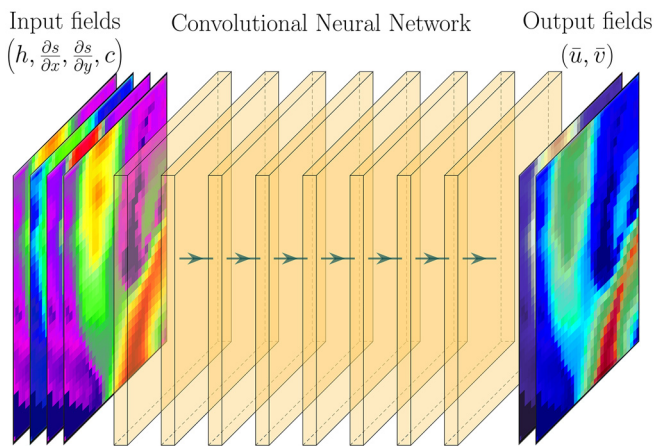 Input fields
(h, ∂s/∂x, ∂s/∂y, c)
Convolutional Neural Network
Output fields
(ū, v̄)